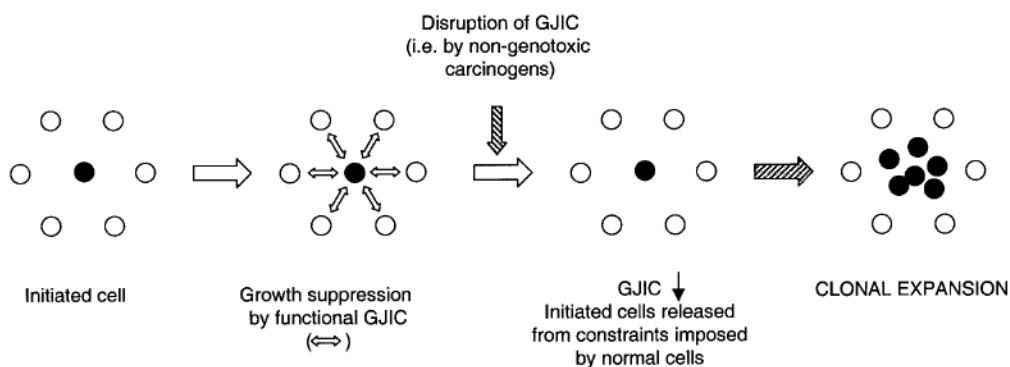 Disruption of GJIC
(i.e. by non-genotoxic
carcinogens)
Initiated cell
Growth suppression
by functional GJIC
(⇔)
GJIC ↓
Initiated cells released
from constraints imposed
by normal cells
CLONAL EXPANSION